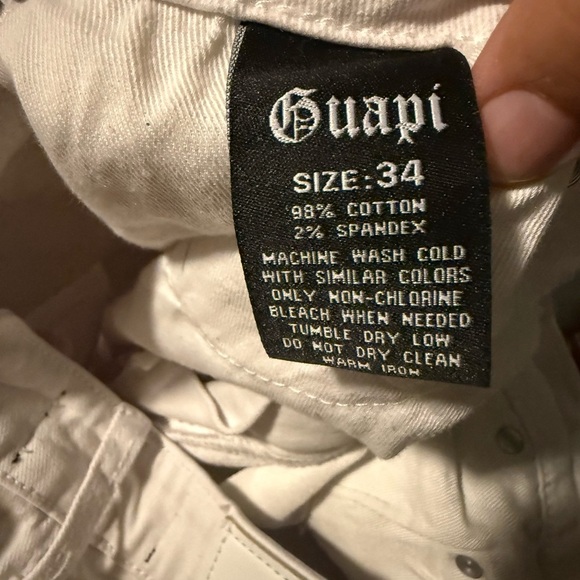 Guapi
SIZE: 34
98% COTTON
2% SPANDEX
MACHINE WASH COLD
WITH SIMILAR COLORS
ONLY NON-CHLORINE
BLEACH WHEN NEEDED
TUMBLE DRY LOW
DO NOT DRY CLEAN
WARM IRON